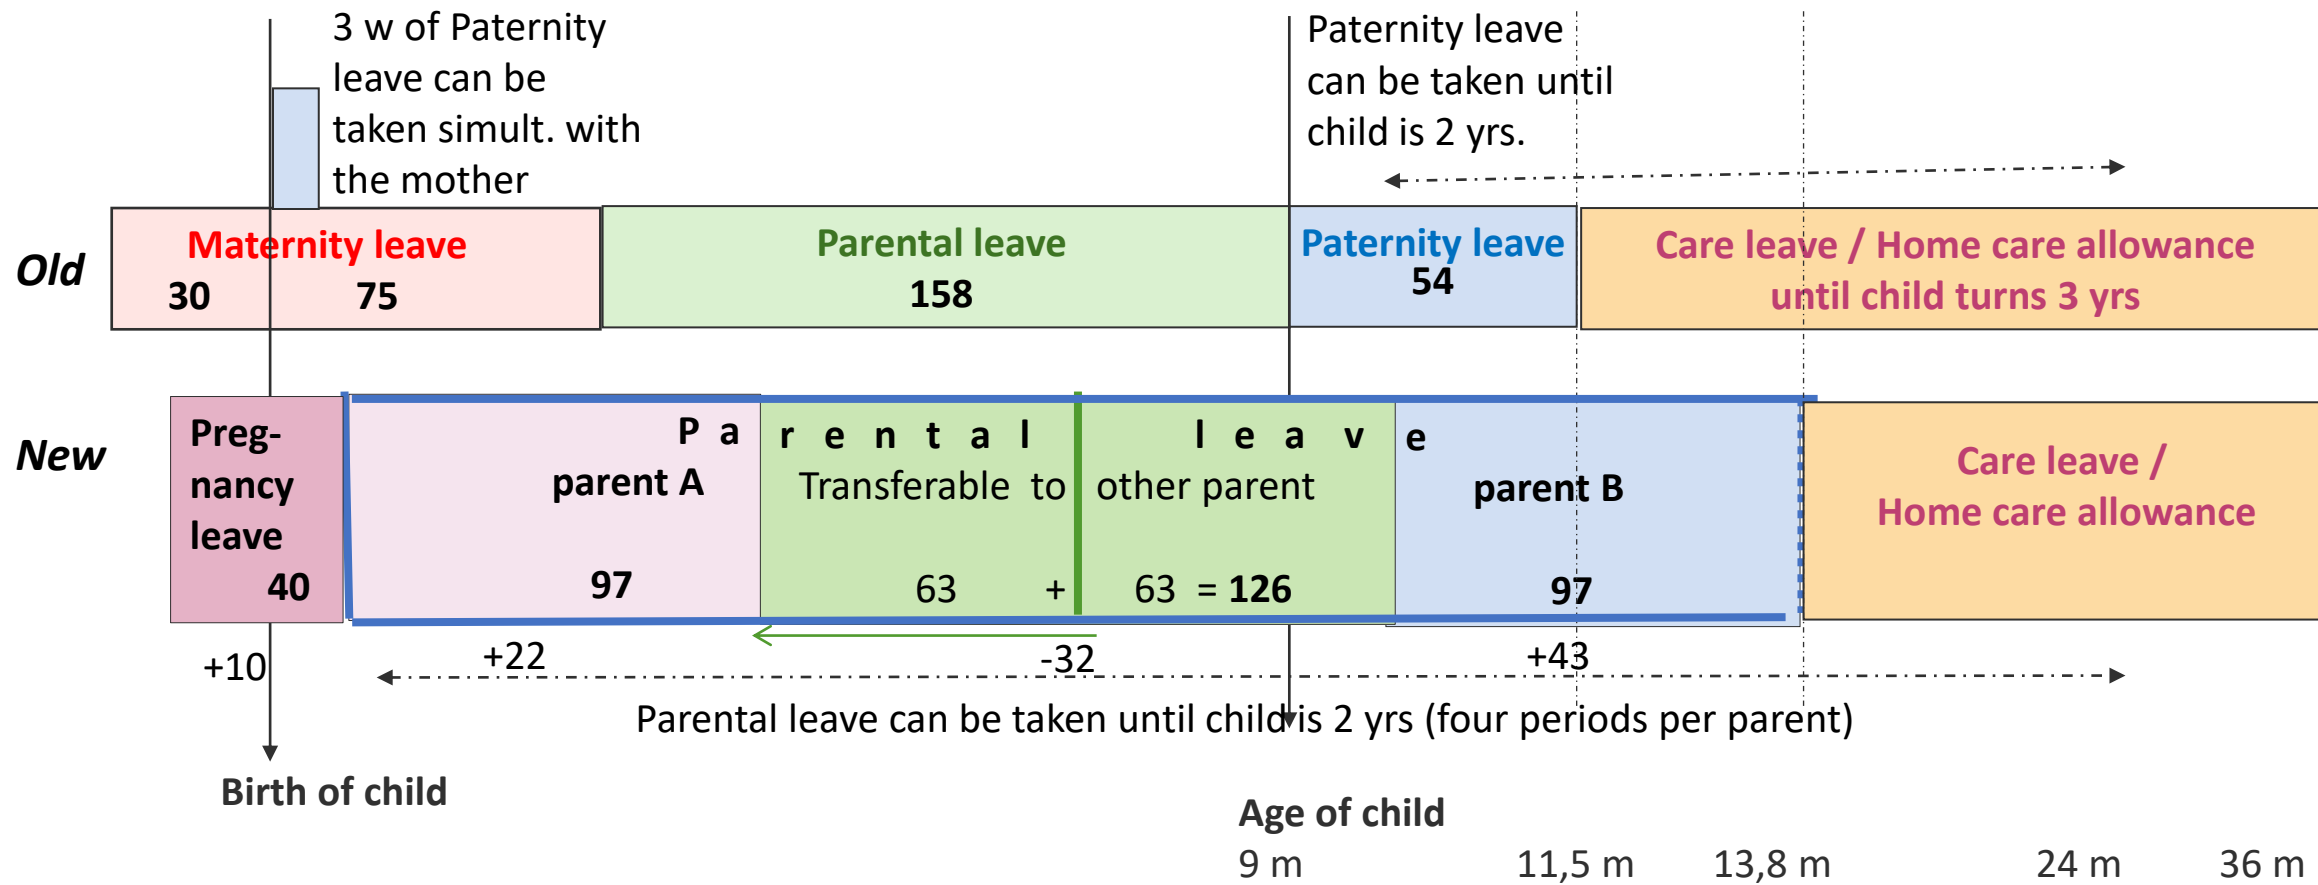 3 w of Paternity
leave can be
taken simult. with
the mother
Paternity leave
can be taken until
child is 2 yrs.
Old
Maternity leave
30 75
Parental leave
158
Paternity leave
54
Care leave / Home care allowance
until child turns 3 yrs
New
Preg-
nancy
leave
40
P a r e n t a l l e a v e
parent A
Transferable to other parent
parent B
97
63 + 63 = 126
97
Care leave /
Home care allowance
+10 +22 -32 +43
Parental leave can be taken until child is 2 yrs (four periods per parent)
Birth of child
Age of child
9 m 11,5 m 13,8 m 24 m 36 m